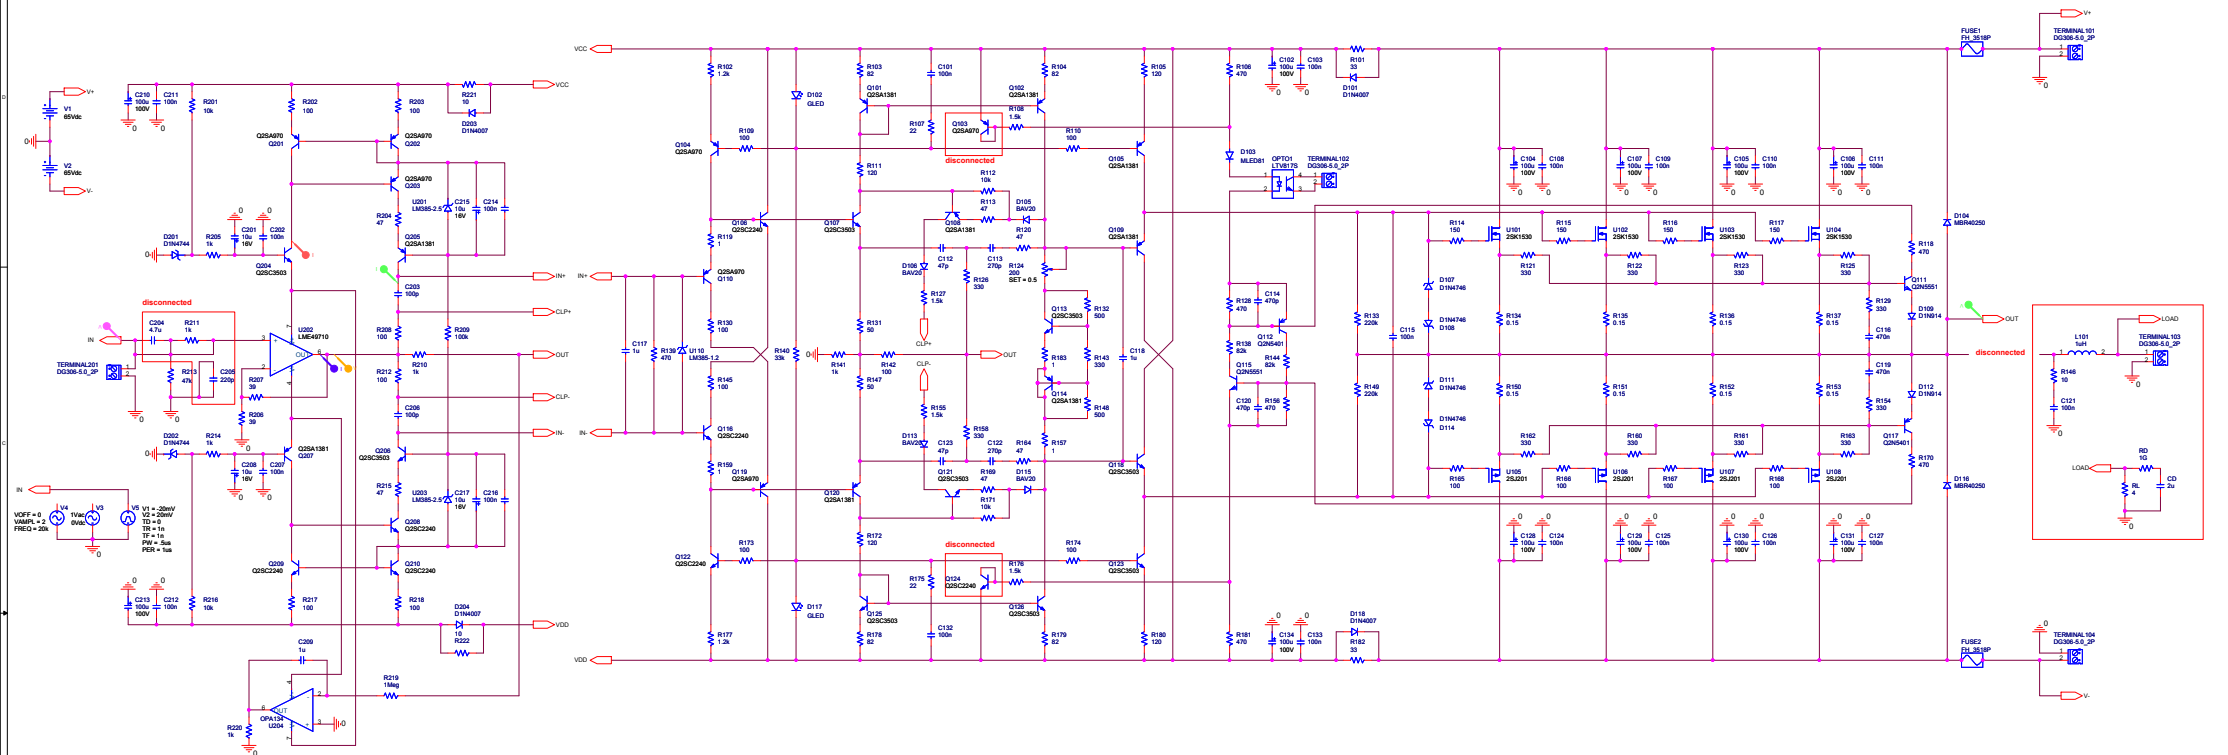 V+
V1
65Vdc
0
V2
65Vdc
V-
C210
100u
100V
C211
100n
R201
10k
R202
100
R203
100
R221
10
D203
D1N4007
VCC
Q2SA970
Q201
Q2SA970
Q202
Q2SA970
Q203
U201
LM385-2.5
C215
10u
16V
C214
100n
R204
47
Q205
Q2SA1381
D201
D1N4744
R205
1k
C201
10u
16V
C202
100n
Q204
Q2SC3503
IN+
C203
100p
CLP+
disconnected
C204
4.7u
R211
1k
IN
TERMINAL201
DG306-5.0_2P
R213
47k
C205
220p
U202
LME49710
OUT
R207
39
R206
39
R208
100
R209
100k
R210
1k
OUT
R212
100
CLP-
C206
100p
IN-
D202
D1N4744
R214
1k
Q2SA1381
Q207
C208
10u
16V
C207
100n
Q206
Q2SC3503
R215
47
U203
LM385-2.5
C217
10u
16V
C216
100n
Q208
Q2SC2240
Q209
Q2SC2240
Q210
Q2SC2240
IN
VOFF = 0
VAMPL = 2
FREQ = 20k
V4
1Vac
0Vdc
V3
V5
V1 = -20mV
V2 = 20mV
TD = 0
TR = 1n
TF = 1n
PW = .5us
PER = 1us
C213
100u
100V
C212
100n
R216
10k
R217
100
R218
100
D204
D1N4007
10
R222
VDD
C209
1u
R219
1Meg
OPA134
U204
OUT
R220
1k
VCC
R102
1.2k
D102
GLED
R103
82
C101
100n
R104
82
R105
120
R106
470
C102
100u
100V
C103
100n
R101
33
D101
D1N4007
Q101
Q2SA1381
Q102
Q2SA1381
R107
22
Q103
Q2SA970
R108
1.5k
disconnected
R109
100
Q104
Q2SA970
R110
100
Q105
Q2SA1381
D103
MLED81
OPTO1
LTV817S
TERMINAL102
DG306-5.0_2P
R111
120
R112
10k
R113
47
D105
BAV20
Q106
Q2SC2240
Q107
Q2SC3503
Q108
Q2SA1381
R120
47
Q109
Q2SA1381
R119
1
Q2SA970
Q110
IN+
D106
BAV20
C112
47p
C113
270p
R124
200
SET = 0.5
R126
330
R127
1.5k
CLP+
Q113
Q2SC3503
R132
500
R130
100
R131
50
C117
1u
R139
470
U110
LM385-1.2
R140
33k
R141
1k
R142
100
OUT
R183
1
R143
330
C118
1u
R145
100
R147
50
CLP-
Q114
Q2SA1381
R148
500
IN-
Q116
Q2SC2240
R155
1.5k
D113
BAV20
R158
330
R157
1
R159
1
Q119
Q2SA970
C123
47p
C122
270p
R164
47
Q118
Q2SC3503
Q120
Q2SA1381
Q121
Q2SC3503
R169
47
D115
BAV20
R171
10k
R172
120
Q122
Q2SC2240
R173
100
R174
100
Q123
Q2SC3503
disconnected
R175
22
Q124
Q2SC2240
R176
1.5k
D117
GLED
Q125
Q2SC3503
Q126
Q2SC3503
R177
1.2k
R178
82
C132
100n
R179
82
R180
120
R181
470
VDD
C134
100u
100V
C133
100n
D118
D1N4007
R182
33
R128
470
C114
470p
Q112
Q2N5401
R138
82k
R144
82k
Q115
Q2N5551
C120
470p
R156
470
R133
220k
C115
100n
R149
220k
D107
D1N4746
D1N4746
D108
D111
D1N4746
D1N4746
D114
C104
100u
100V
C108
100n
C107
100u
100V
C109
100n
C105
100u
100V
C110
100n
C106
100u
100V
C111
100n
R114
150
U101
2SK1530
R115
150
U102
2SK1530
R116
150
U103
2SK1530
R117
150
U104
2SK1530
R121
330
R122
330
R123
330
R125
330
R134
0.15
R135
0.15
R136
0.15
R137
0.15
R150
0.15
R151
0.15
R152
0.15
R153
0.15
R162
330
R160
330
R161
330
R163
330
R165
100
U105
2SJ201
R166
100
U106
2SJ201
R167
100
U107
2SJ201
R168
100
U108
2SJ201
C128
100u
100V
C124
100n
C129
100u
100V
C125
100n
C130
100u
100V
C126
100n
C131
100u
100V
C127
100n
D104
MBR40250
R118
470
Q111
Q2N5551
R129
330
D109
D1N914
C116
470n
C119
470n
D112
D1N914
R154
330
Q117
Q2N5401
R170
470
D116
MBR40250
OUT
disconnected
FUSE1
FH_3518P
V+
TERMINAL101
DG306-5.0_2P
LOAD
L101
1uH
TERMINAL103
DG306-5.0_2P
R146
10
C121
100n
LOAD
RD
1G
RL
4
CD
2u
FUSE2
FH_3518P
TERMINAL104
DG306-5.0_2P
V-